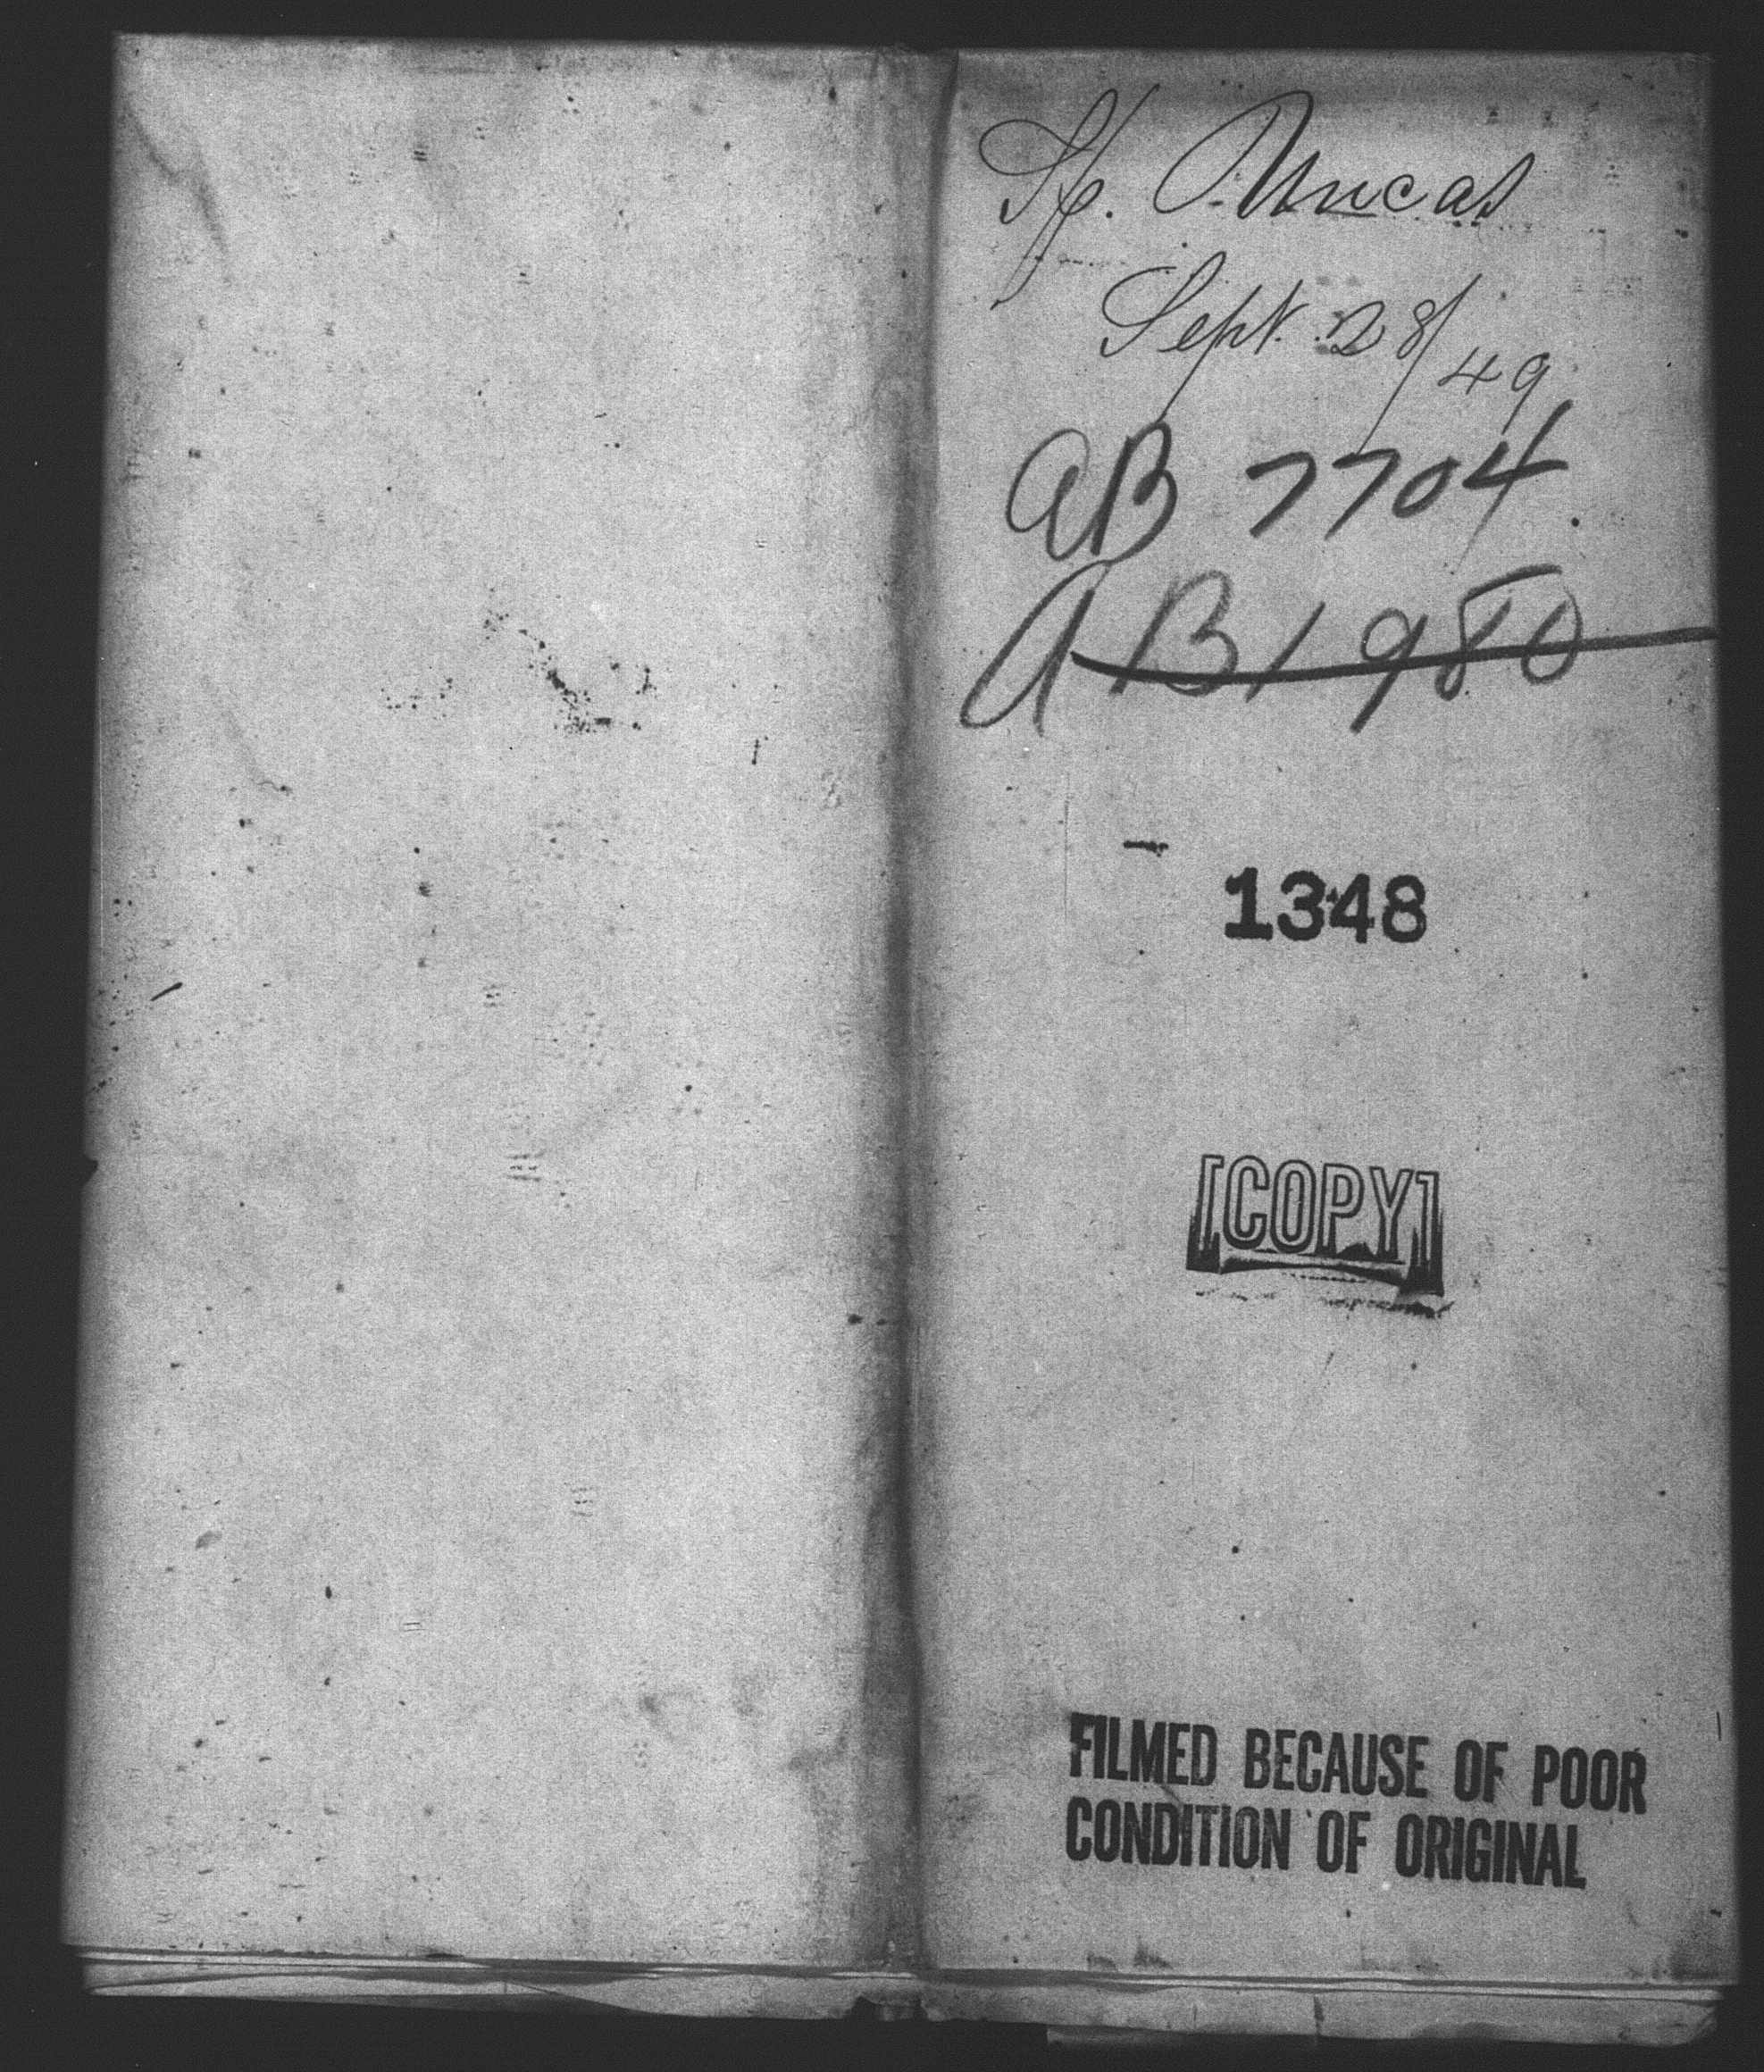 Sp. Uncas
Sept. 28/49
AB 7704
AB 1980
1348
[COPY]
FILMED BECAUSE OF POOR
CONDITION OF ORIGINAL